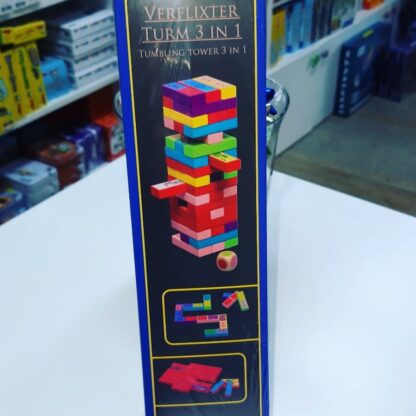 VERFLIXTER
TURM 3 IN 1
TUMBLING TOWER 3 IN 1